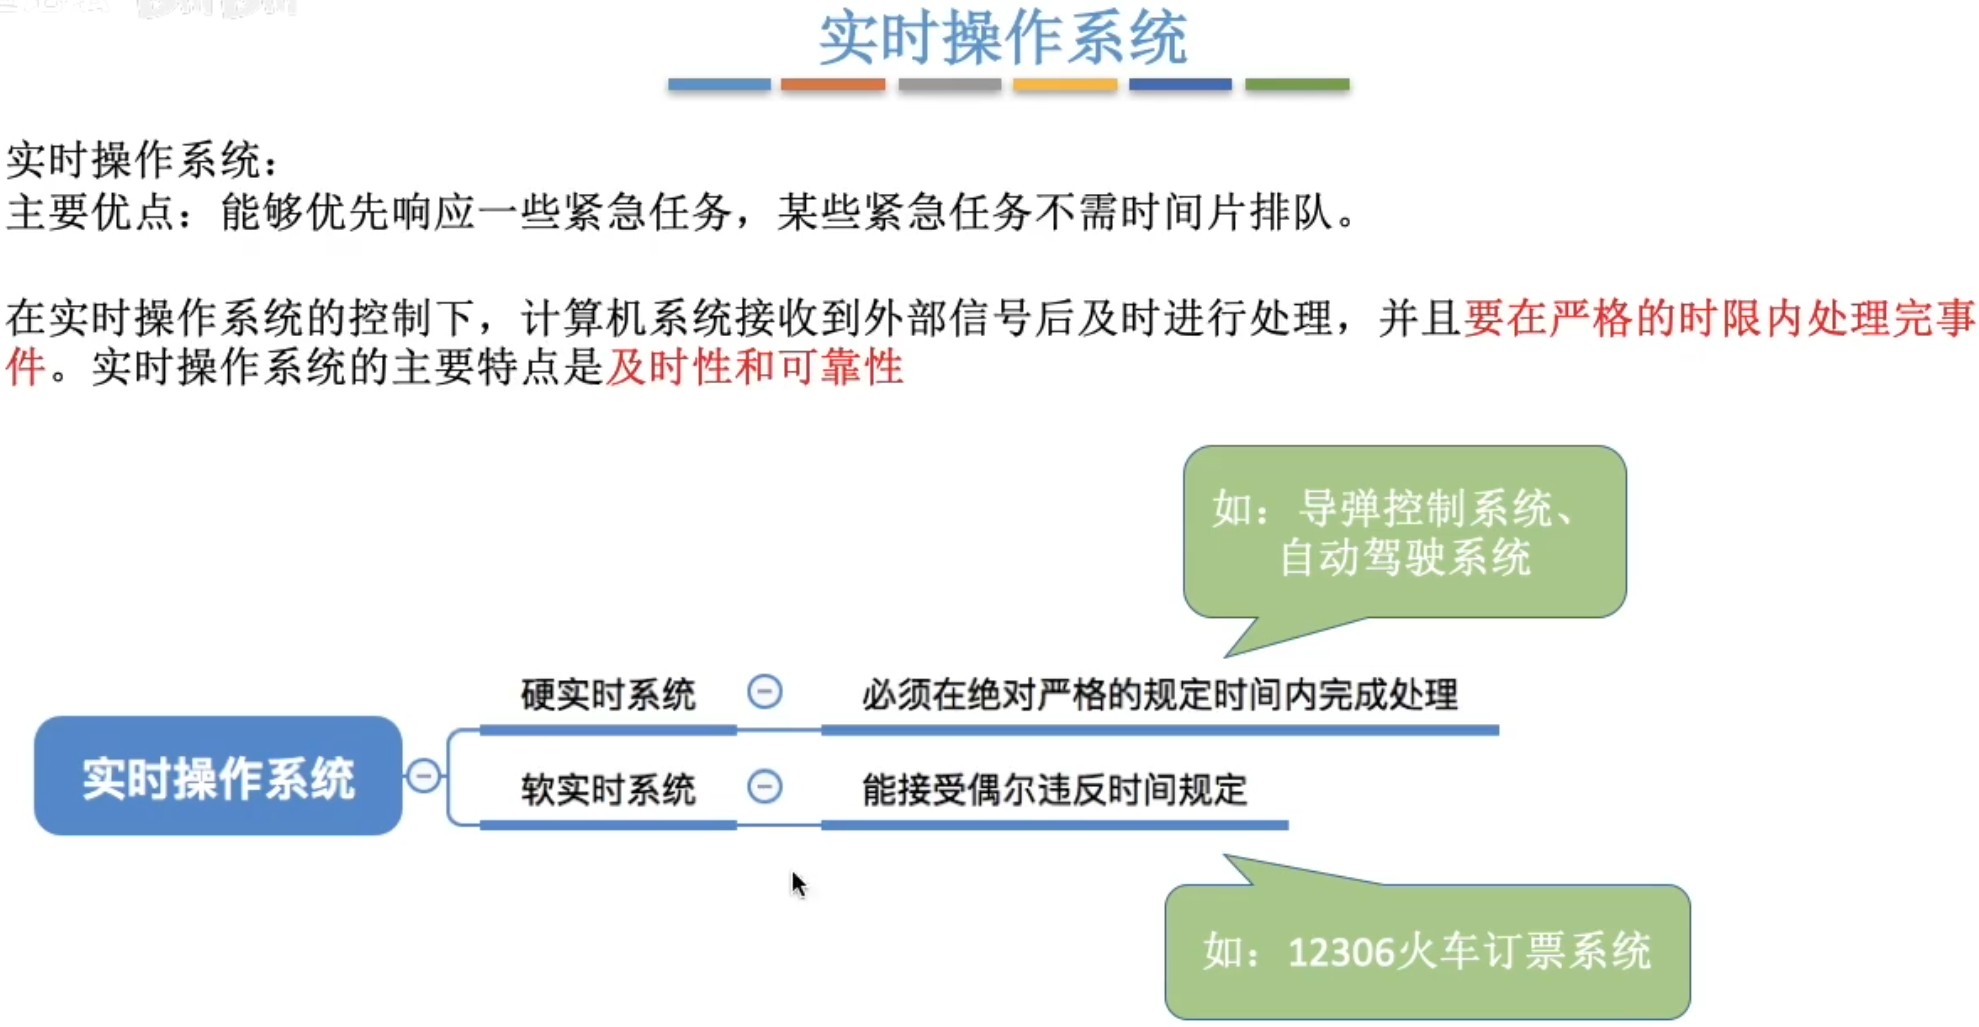 实时操作系统
实时操作系统：
主要优点：能够优先响应一些紧急任务，某些紧急任务不需时间片排队。
在实时操作系统的控制下，计算机系统接收到外部信号后及时进行处理，并且要在严格的时限内处理完事
件。实时操作系统的主要特点是及时性和可靠性
如：导弹控制系统、
自动驾驶系统
硬实时系统
必须在绝对严格的规定时间内完成处理
实时操作系统
软实时系统
能接受偶尔违反时间规定
如：12306火车订票系统